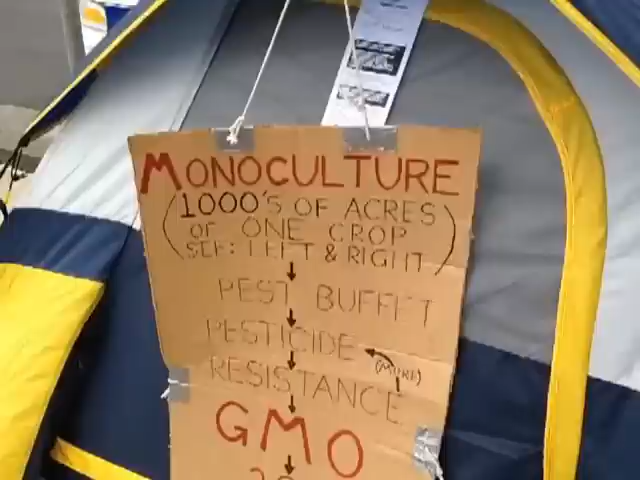 MONOCULTURE
(1000'S OF ACRES
OF ONE CROP
SEE: LEFT & RIGHT)
PEST BUFFET
PESTICIDE
(MORE)
RESISTANCE
GMO